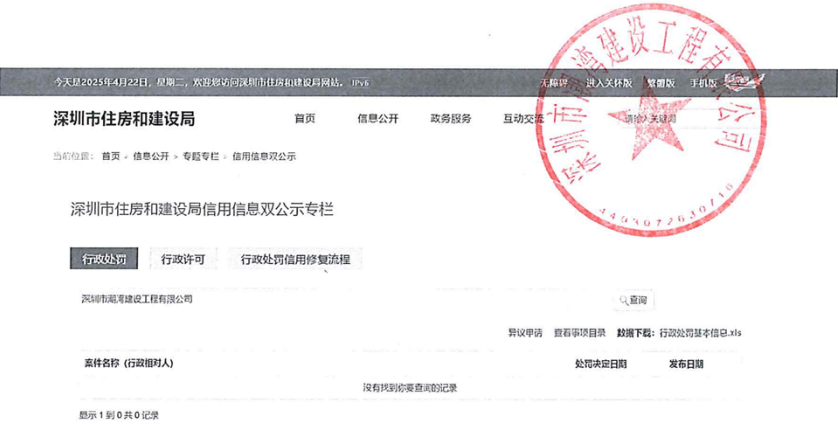 今天是2025年4月22日，星期二，欢迎您访问深圳市住房和建设局网站。 IPv6
无障碍 进入关怀版 繁體版 手机版
深圳市住房和建设局 首页 信息公开 政务服务 互动交流 请输入关键词
当前位置： 首页 > 信息公开 > 专题专栏 > 信用信息双公示
深圳市住房和建设局信用信息双公示专栏
行政处罚 行政许可 行政处罚信用修复流程
深圳市湖湾建设工程有限公司
查询
异议申请 查看事项目录 数据下载：行政处罚基本信息.xls
案件名称（行政相对人） 处罚决定日期 发布日期
没有找到你要查询的记录
显示 1 到 0 共 0 记录
深圳市湖湾建设工程有限公司